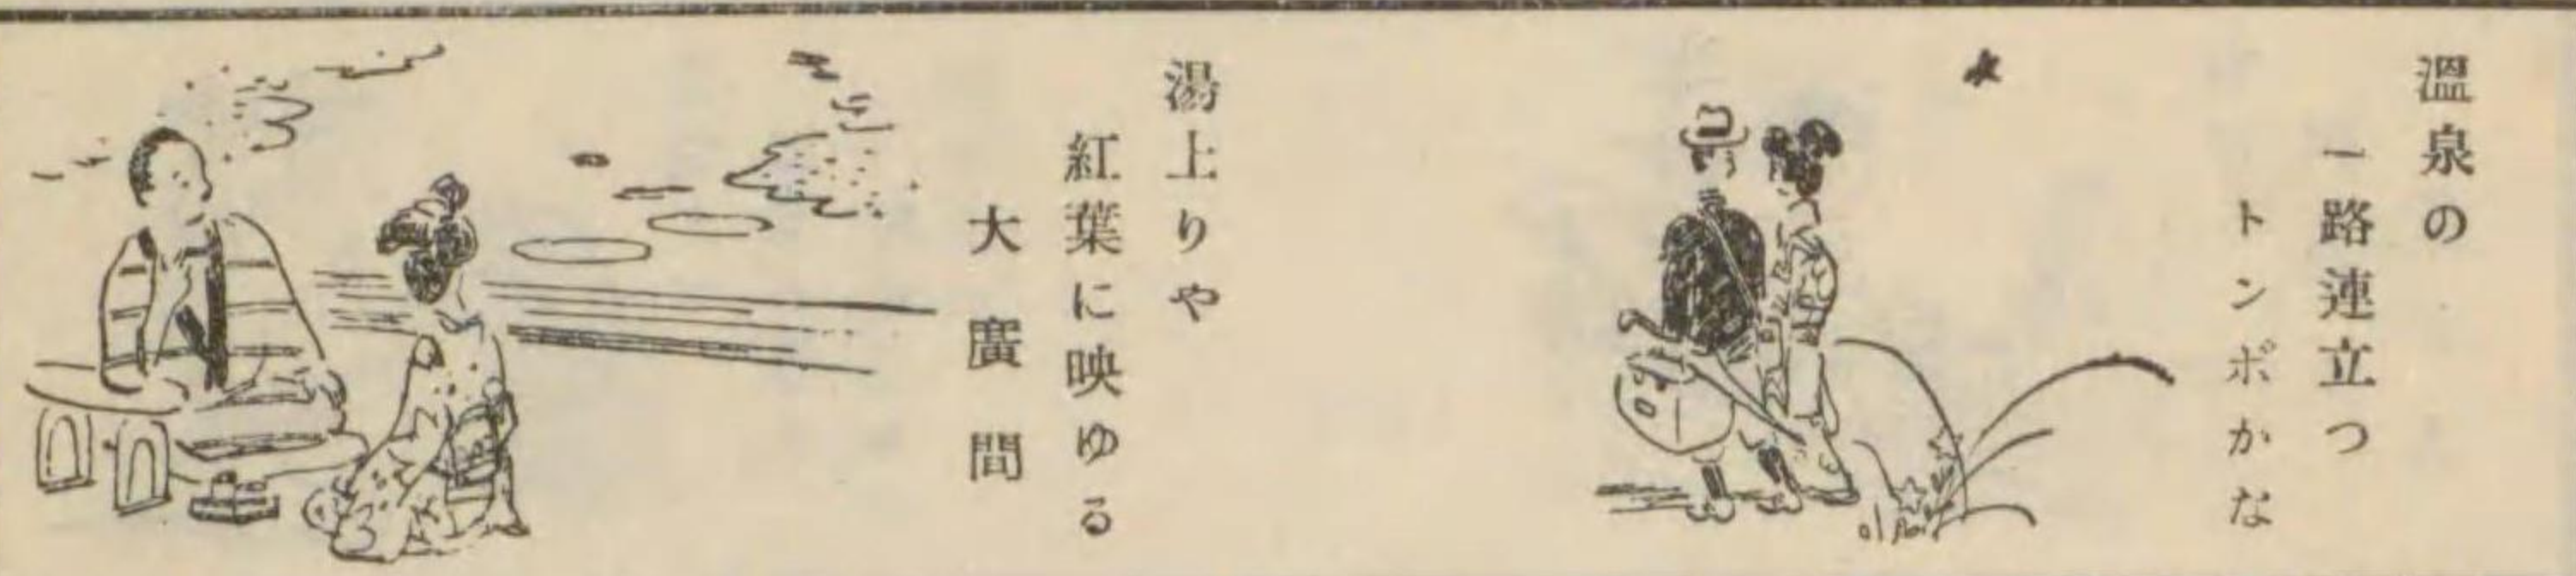 溫泉の
一路連立つ
トンボかな
湯上りや
紅葉に映ゆる
大廣間